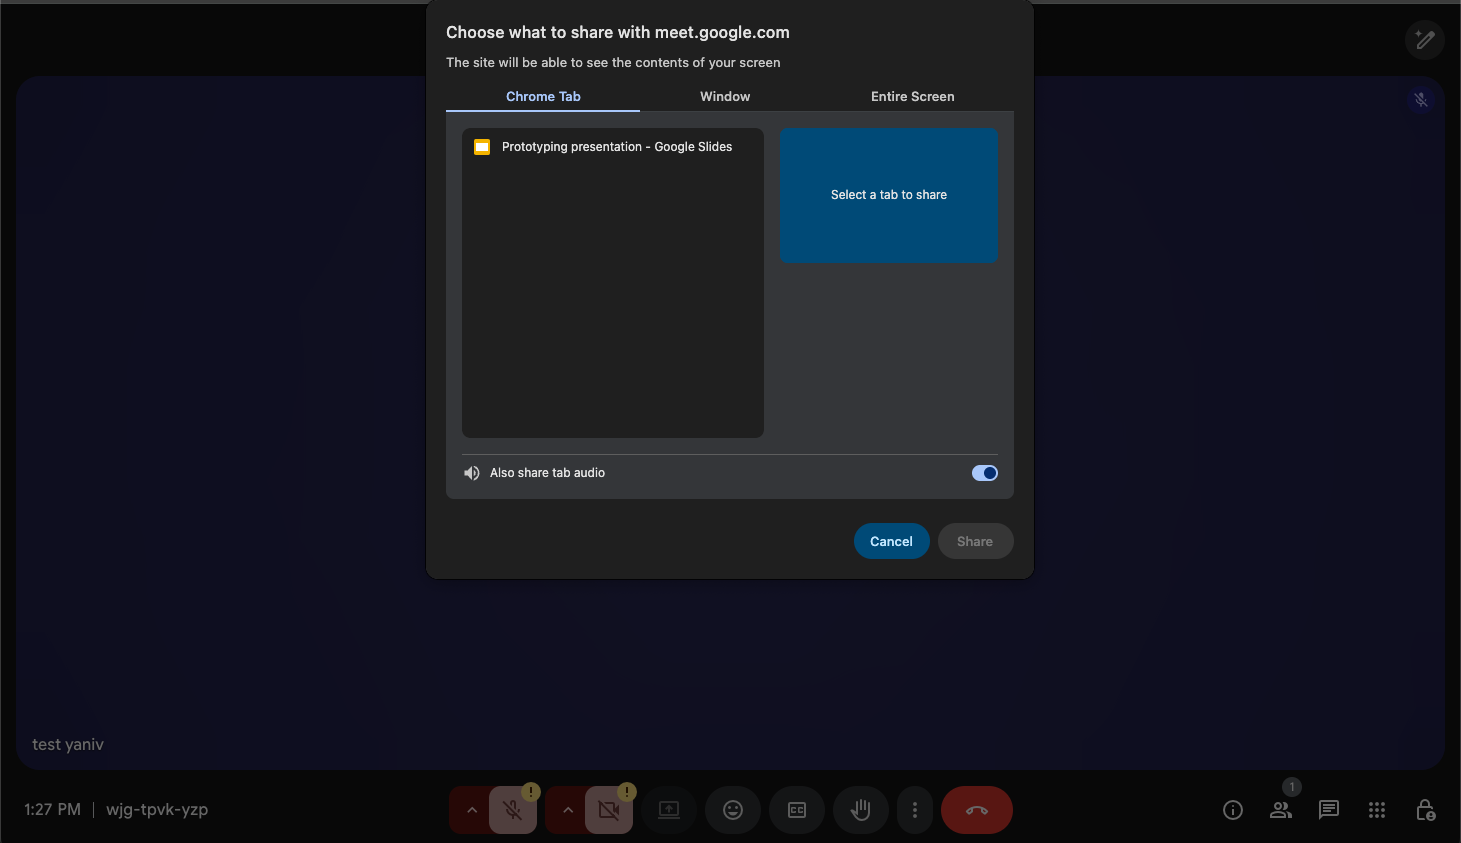 Choose what to share with meet.google.com
The site will be able to see the contents of your screen
Chrome Tab
Window
Entire Screen
Prototyping presentation - Google Slides
Select a tab to share
Also share tab audio
Cancel
Share
test yaniv
1:27 PM | wjg-tpvk-yzp
!
!
CC
1